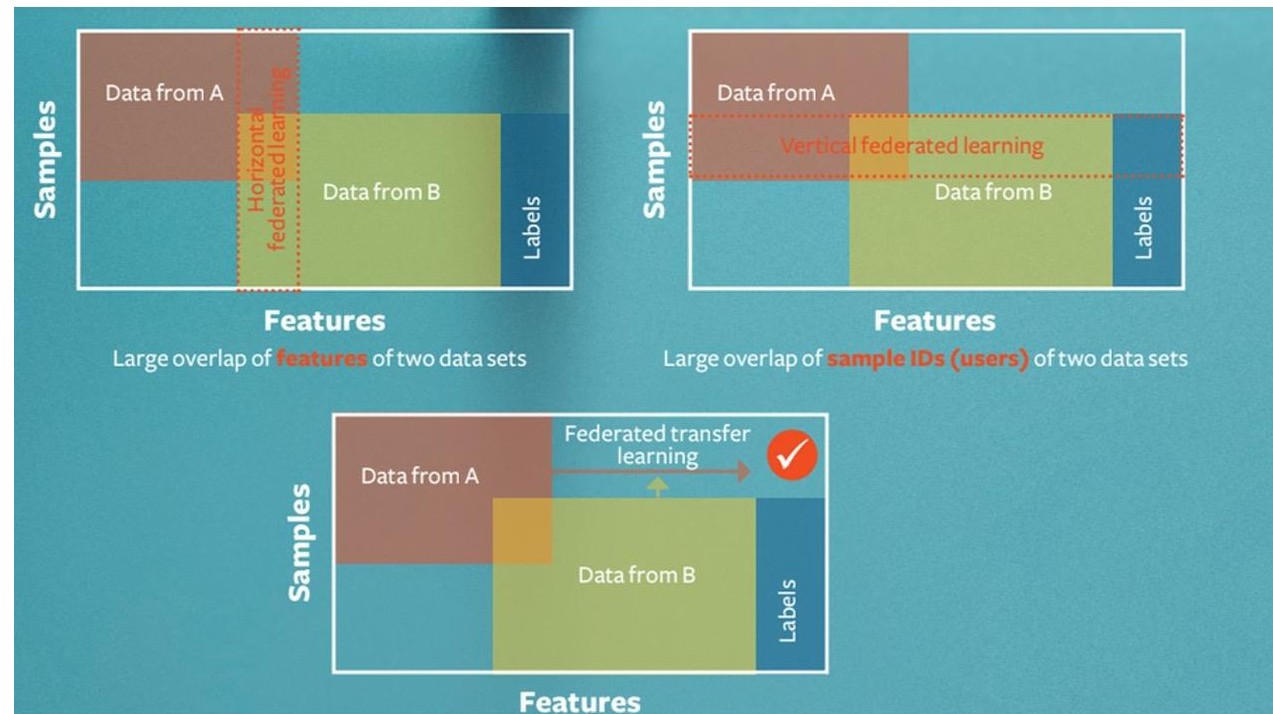 Samples
Data from A
Horizontal
federated learning
Data from B
Labels
Features
Large overlap of features of two data sets
Samples
Data from A
Vertical federated learning
Data from B
Labels
Features
Large overlap of sample IDs (users) of two data sets
Samples
Data from A
Federated transfer
learning
Data from B
Labels
Features